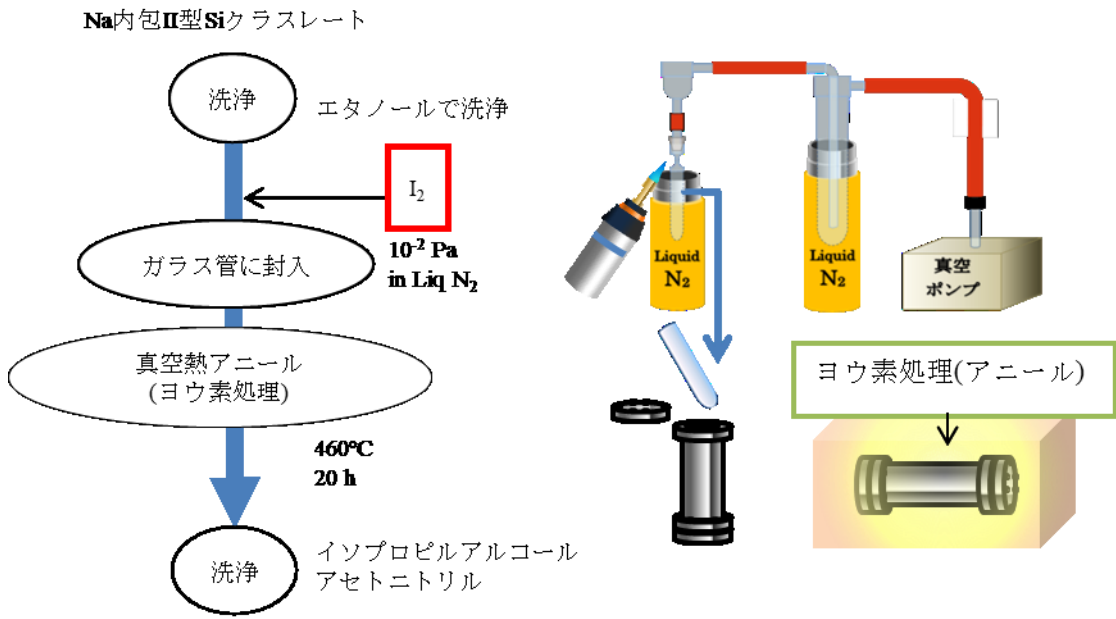 Na内包II型Siクラスレート
洗浄
エタノールで洗浄
I2
ガラス管に封入
10-2 Pa
in Liq N2
真空熱アニール
(ヨウ素処理)
460℃
20 h
洗浄
イソプロピルアルコール
アセトニトリル
Liquid
N2
Liquid
N2
真空
ポンプ
ヨウ素処理(アニール)